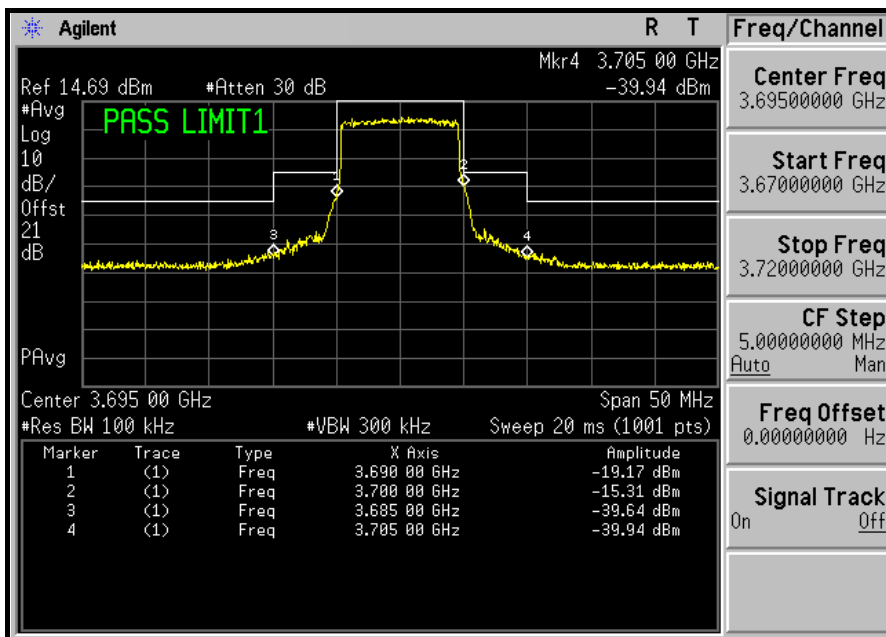 Agilent R T
Mkr4 3.705 00 GHz
Ref 14.69 dBm #Atten 30 dB -39.94 dBm
#Avg
Log
10
dB/
Offst
21
dB
PAvg
PASS LIMIT1
1
2
3
4
Center 3.695 00 GHz Span 50 MHz
#Res BW 100 kHz #VBW 300 kHz Sweep 20 ms (1001 pts)
Marker Trace Type X Axis Amplitude
1 (1) Freq 3.690 00 GHz -19.17 dBm
2 (1) Freq 3.700 00 GHz -15.31 dBm
3 (1) Freq 3.685 00 GHz -39.64 dBm
4 (1) Freq 3.705 00 GHz -39.94 dBm
Freq/Channel
Center Freq
3.69500000 GHz
Start Freq
3.67000000 GHz
Stop Freq
3.72000000 GHz
CF Step
5.00000000 MHz
Auto Man
Freq Offset
0.00000000 Hz
Signal Track
On Off